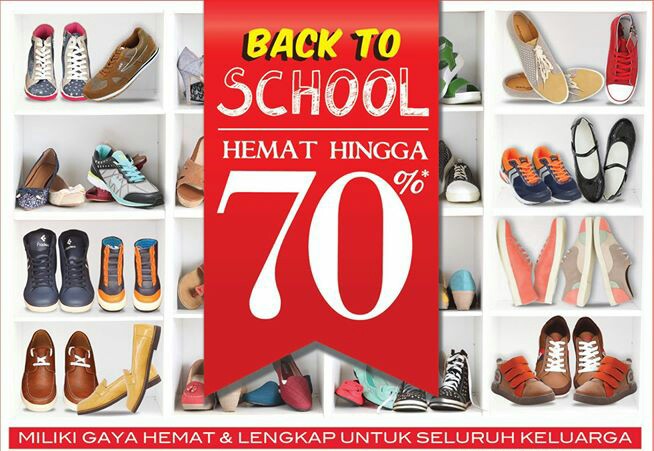 BACK TO
SCHOOL
HEMAT HINGGA
70%*
MILIKI GAYA HEMAT & LENGKAP UNTUK SELURUH KELUARGA